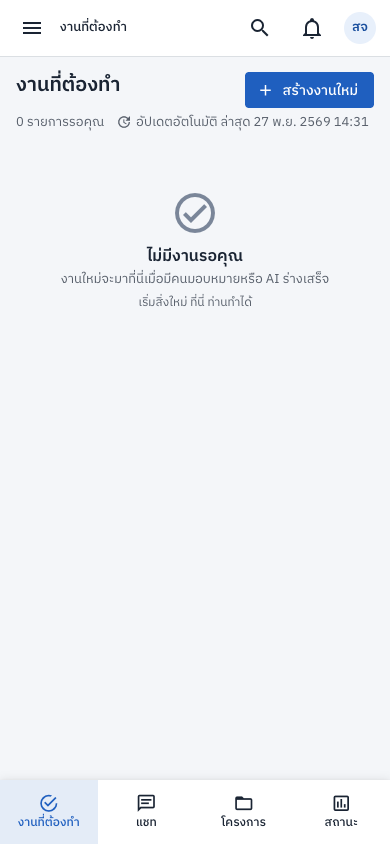 งานที่ต้องทำ
สจ
งานที่ต้องทำ
สร้างงานใหม่
0 รายการรอคุณ
อัปเดตอัตโนมัติ ล่าสุด 27 พ.ย. 2569 14:31
ไม่มีงานรอคุณ
งานใหม่จะมาที่นี่เมื่อมีคนมอบหมายหรือ AI ร่างเสร็จ
เริ่มสิ่งใหม่ ที่นี่ ท่านทำได้
งานที่ต้องทำ
แชท
โครงการ
สถานะ